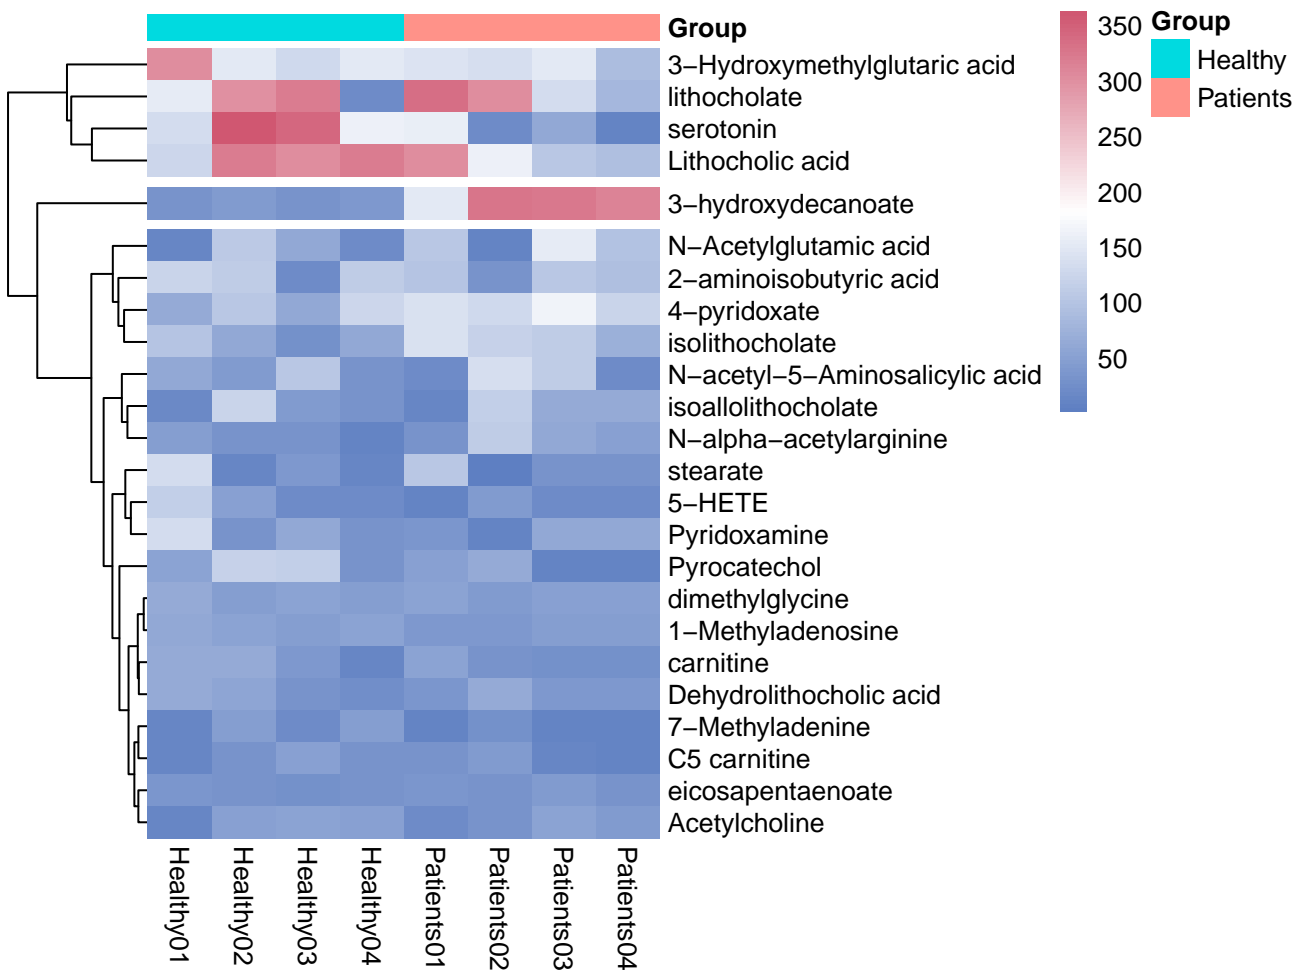 Group
3−Hydroxymethylglutaric acid
lithocholate
serotonin
Lithocholic acid
3−hydroxydecanoate
N−Acetylglutamic acid
2−aminoisobutyric acid
4−pyridoxate
isolithocholate
N−acetyl−5−Aminosalicylic acid
isoallolithocholate
N−alpha−acetylarginine
stearate
5−HETE
Pyridoxamine
Pyrocatechol
dimethylglycine
1−Methyladenosine
carnitine
Dehydrolithocholic acid
7−Methyladenine
C5 carnitine
eicosapentaenoate
Acetylcholine
Healthy01
Healthy02
Healthy03
Healthy04
Patients01
Patients02
Patients03
Patients04
350
300
250
200
150
100
50
Group
Healthy
Patients